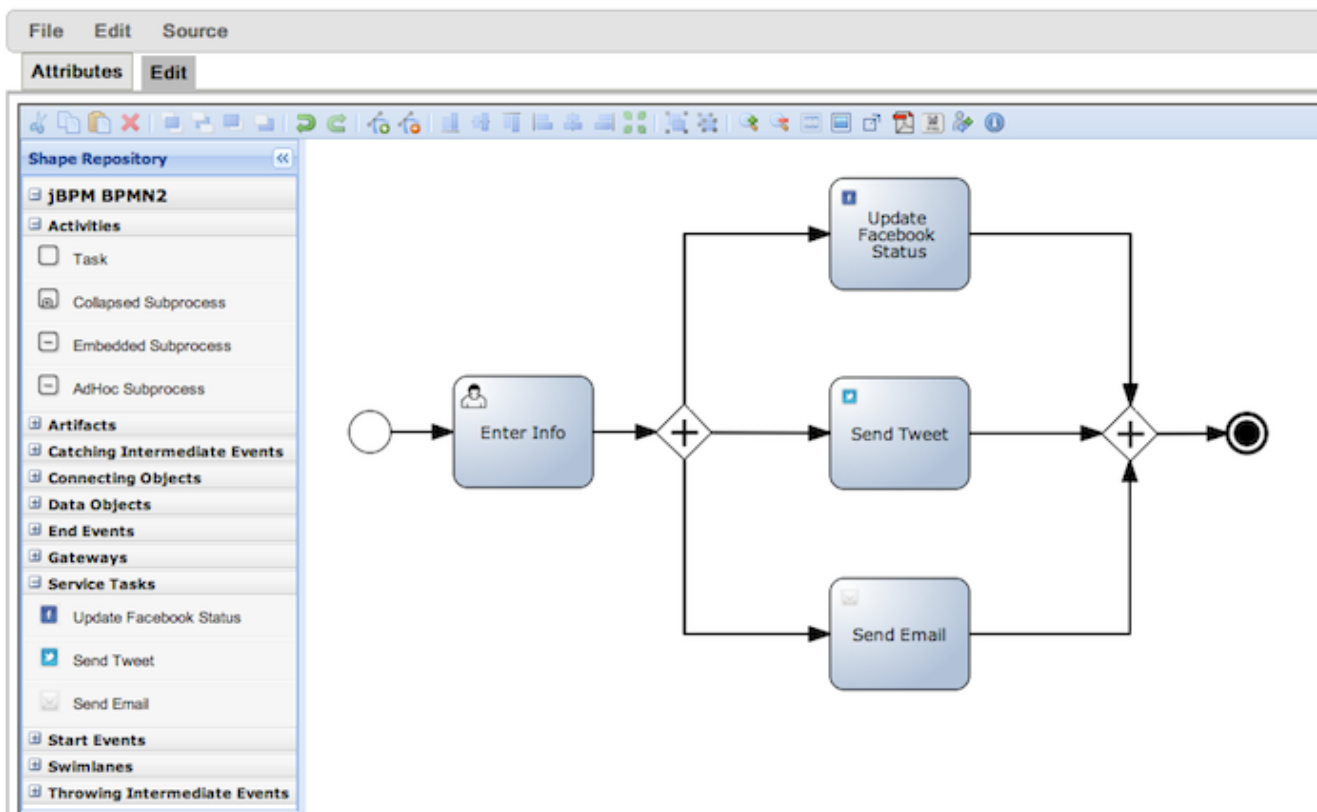 File Edit Source
Attributes Edit
Shape Repository
jBPM BPMN2
Activities
Task
Collapsed Subprocess
Embedded Subprocess
AdHoc Subprocess
Artifacts
Catching Intermediate Events
Connecting Objects
Data Objects
End Events
Gateways
Service Tasks
Update Facebook Status
Send Tweet
Send Email
Start Events
Swimlanes
Throwing Intermediate Events
Enter Info
Update
Facebook
Status
Send Tweet
Send Email